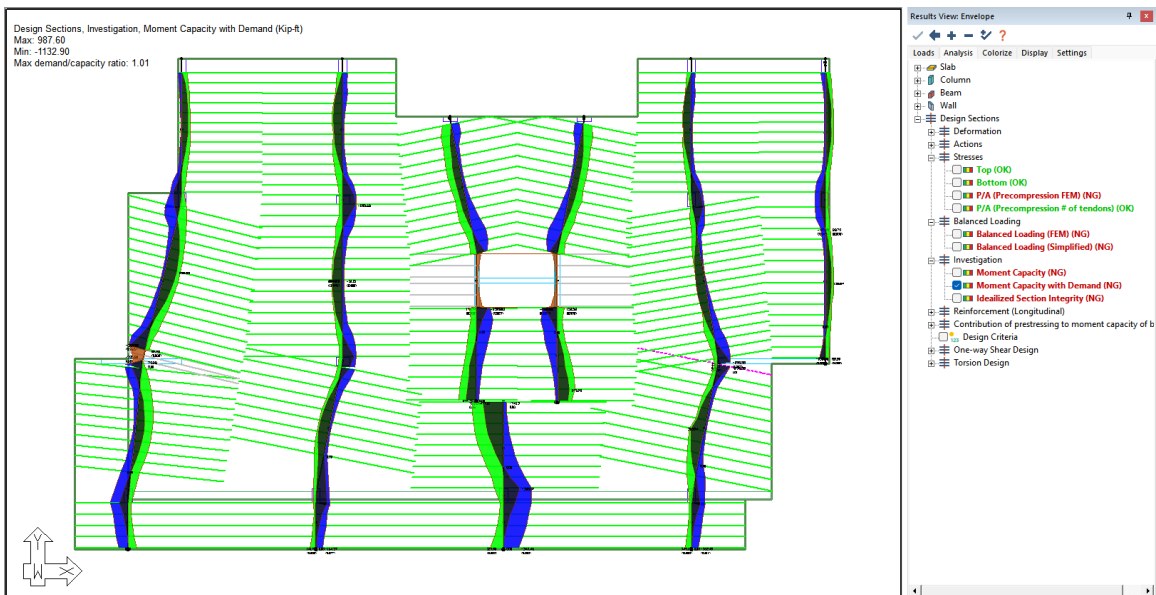 Design Sections, Investigation, Moment Capacity with Demand (Kip-ft)
Max: 987.60
Min: -1132.90
Max demand/capacity ratio: 1.01
Y
X
Results View: Envelope
Loads Analysis Colorize Display Settings
Slab
Column
Beam
Wall
Design Sections
Deformation
Actions
Stresses
Top (OK)
Bottom (OK)
P/A (Precompression FEM) (NG)
P/A (Precompression # of tendons) (OK)
Balanced Loading
Balanced Loading (FEM) (NG)
Balanced Loading (Simplified) (NG)
Investigation
Moment Capacity (NG)
Moment Capacity with Demand (NG)
Idealized Section Integrity (NG)
Reinforcement (Longitudinal)
Contribution of prestressing to moment capacity of b
Design Criteria
One-way Shear Design
Torsion Design